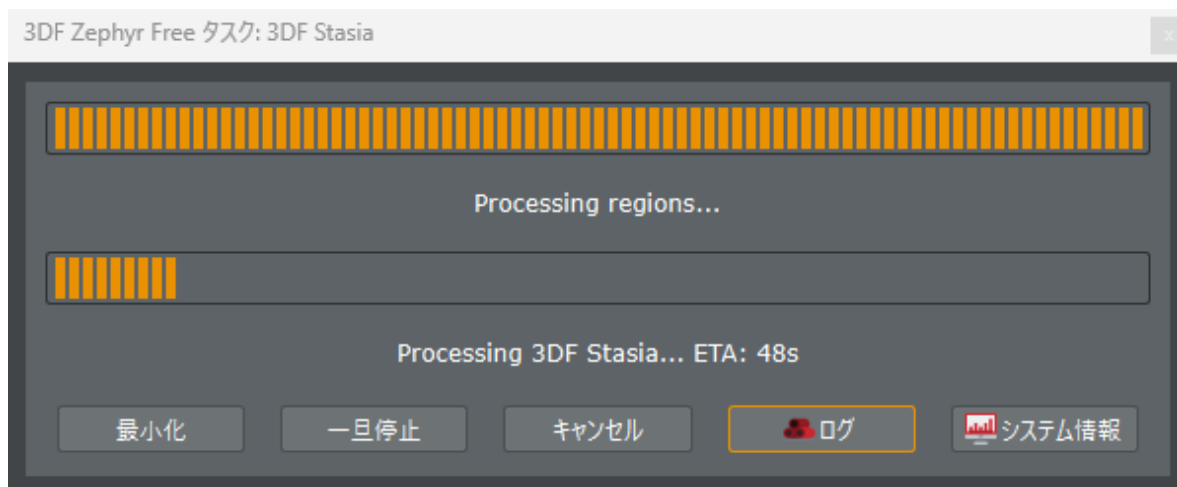 3DF Zephyr Free タスク: 3DF Stasia
x
Processing regions...
Processing 3DF Stasia... ETA: 48s
最小化 一旦停止 キャンセル ログ システム情報